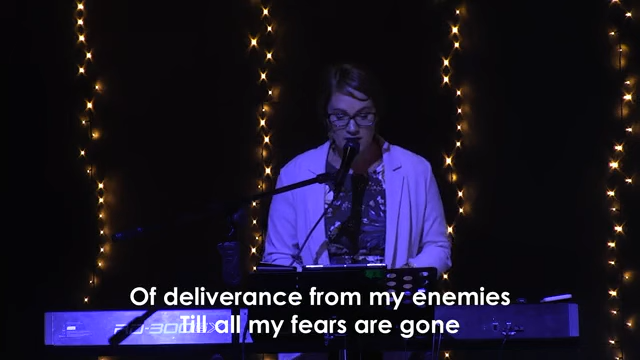 Of deliverance from my enemies
Till all my fears are gone